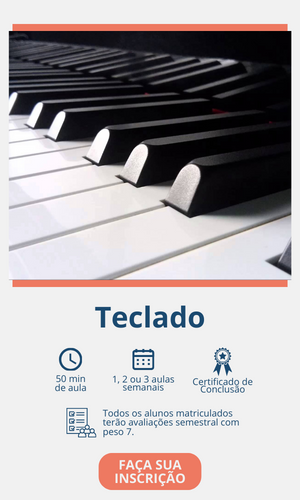 Teclado
50 min
de aula
1, 2 ou 3 aulas
semanais
Certificado de
Conclusão
Todos os alunos matriculados
terão avaliações semestral com
peso 7.
FAÇA SUA
INSCRIÇÃO